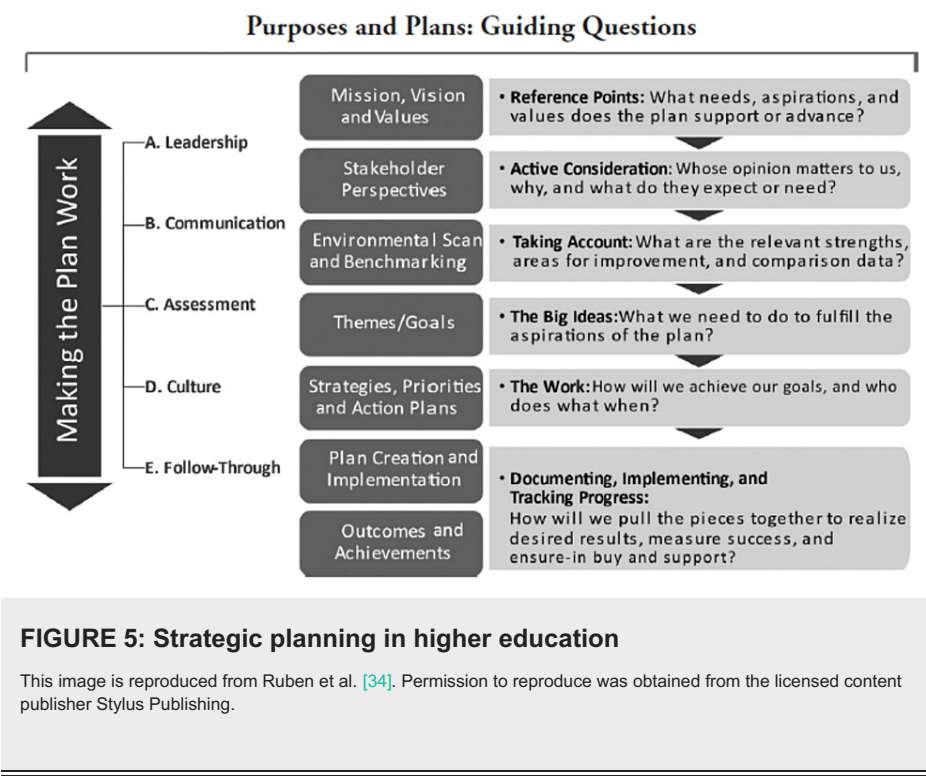 Purposes and Plans: Guiding Questions
Making the Plan Work
A. Leadership
B. Communication
C. Assessment
D. Culture
E. Follow-Through
Mission, Vision
and Values
• Reference Points: What needs, aspirations, and
values does the plan support or advance?
Stakeholder
Perspectives
• Active Consideration: Whose opinion matters to us,
why, and what do they expect or need?
Environmental Scan
and Benchmarking
• Taking Account: What are the relevant strengths,
areas for improvement, and comparison data?
Themes/Goals
• The Big Ideas:What we need to do to fulfill the
aspirations of the plan?
Strategies, Priorities
and Action Plans
• The Work: How will we achieve our goals, and who
does what when?
Plan Creation and
Implementation
Outcomes and
Achievements
• Documenting, Implementing, and
Tracking Progress:
How will we pull the pieces together to realize
desired results, measure success, and
ensure-in buy and support?
FIGURE 5: Strategic planning in higher education
This image is reproduced from Ruben et al. [34]. Permission to reproduce was obtained from the licensed content
publisher Stylus Publishing.